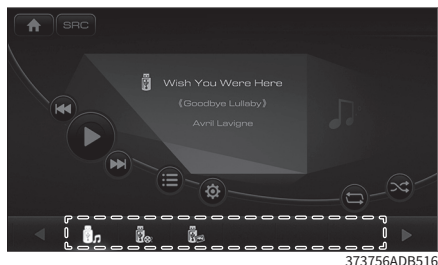 SRC
Wish You Were Here
《Goodbye Lullaby》
Avril Lavigne
373756ADB516